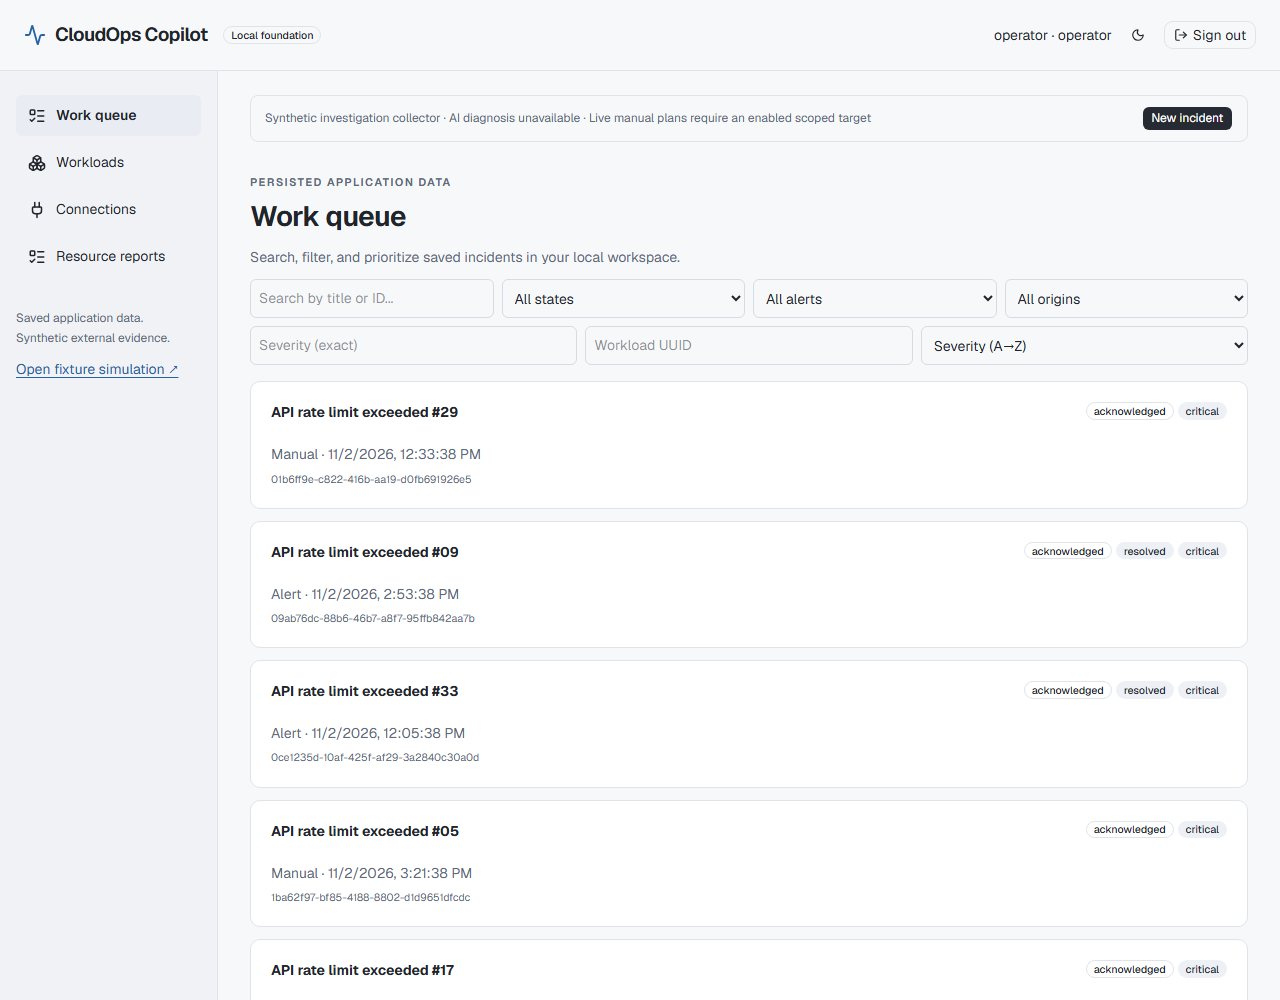 CloudOps Copilot
Local foundation
operator · operator
Sign out
Work queue
Workloads
Connections
Resource reports
Saved application data.
Synthetic external evidence.
Open fixture simulation ↗
Synthetic investigation collector · AI diagnosis unavailable · Live manual plans require an enabled scoped target
New incident
PERSISTED APPLICATION DATA
Work queue
Search, filter, and prioritize saved incidents in your local workspace.
Search by title or ID...
All states
All alerts
All origins
Severity (exact)
Workload UUID
Severity (A→Z)
API rate limit exceeded #29
acknowledged
critical
Manual · 11/2/2026, 12:33:38 PM
01b6ff9e-c822-416b-aa19-d0fb691926e5
API rate limit exceeded #09
acknowledged
resolved
critical
Alert · 11/2/2026, 2:53:38 PM
09ab76dc-88b6-46b7-a8f7-95ffb842aa7b
API rate limit exceeded #33
acknowledged
resolved
critical
Alert · 11/2/2026, 12:05:38 PM
0ce1235d-10af-425f-af29-3a2840c30a0d
API rate limit exceeded #05
acknowledged
critical
Manual · 11/2/2026, 3:21:38 PM
1ba62f97-bf85-4188-8802-d1d9651dfcdc
API rate limit exceeded #17
acknowledged
critical